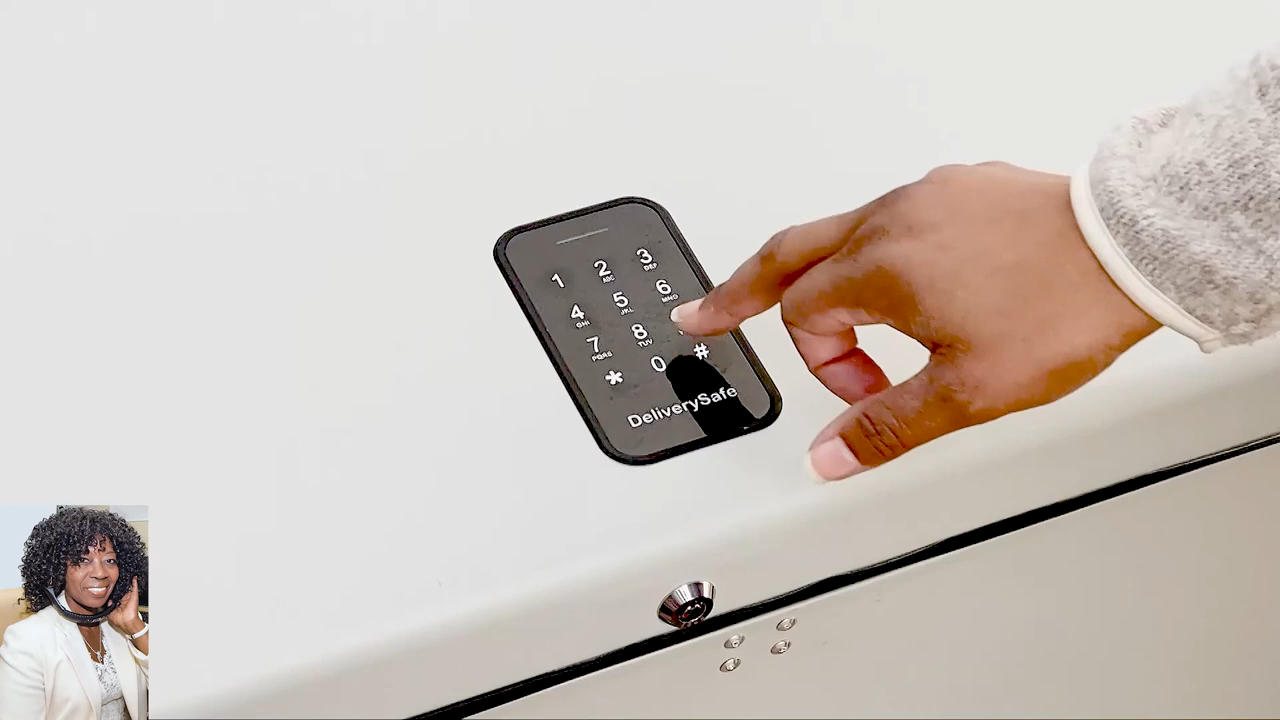 1 2 3
ABC DEF
4 5 6
GHI JKL MNO
7 8
PQRS TUV
* 0 #
DeliverySafe